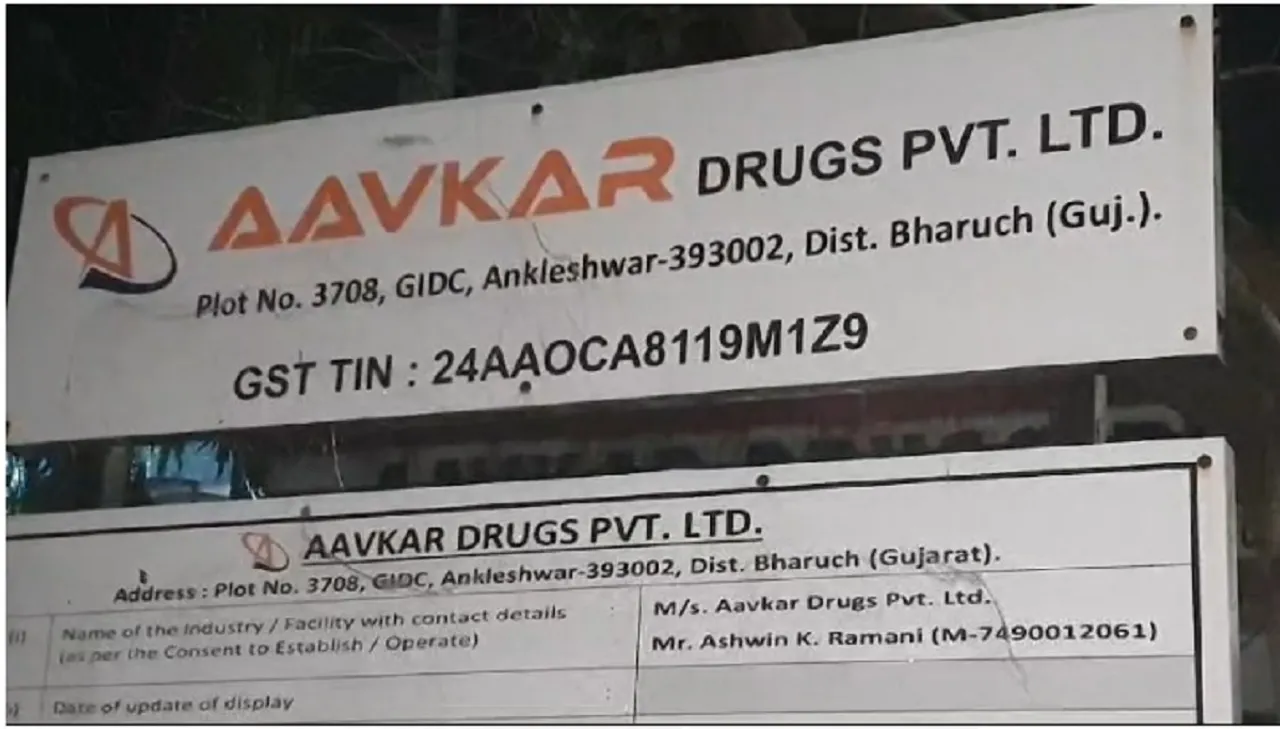 AAVKAR DRUGS PVT. LTD.
Plot No. 3708, GIDC, Ankleshwar-393002, Dist. Bharuch (Guj.).
GST TIN : 24AAOCA8119M1Z9
AAVKAR DRUGS PVT. LTD.
Address : Plot No. 3708, GIDC, Ankleshwar-393002, Dist. Bharuch (Gujarat).
(i) Name of the Industry / Facility with contact details
(as per the Consent to Establish / Operate)
M/s. Aavkar Drugs Pvt. Ltd.
Mr. Ashwin K. Ramani (M-7490012061)
Date of update of display